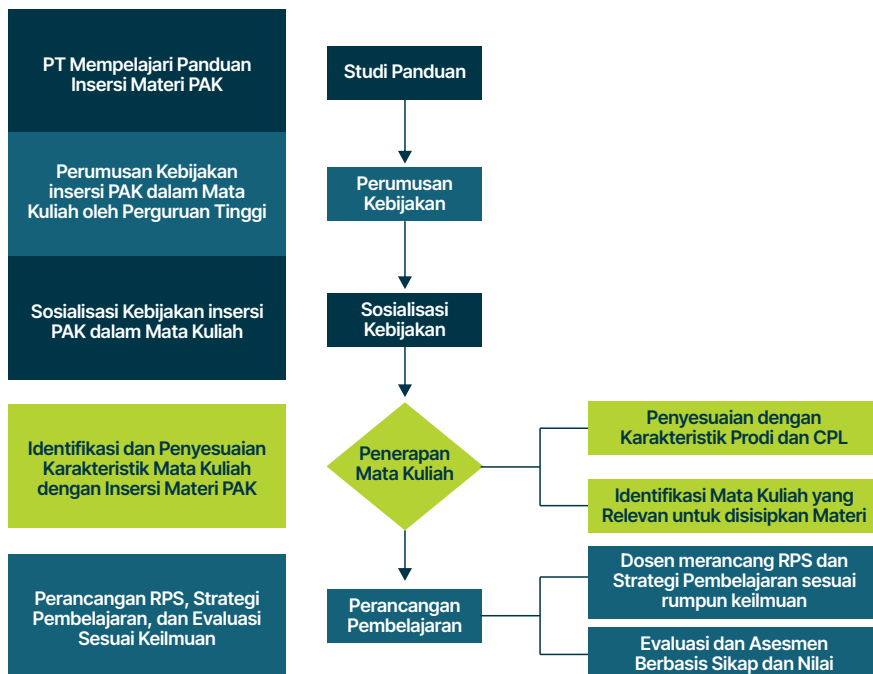 PT Mempelajari Panduan
Insersi Materi PAK
Studi Panduan
Perumusan Kebijakan
insersi PAK dalam Mata
Kuliah oleh Perguruan Tinggi
Perumusan
Kebijakan
Sosialisasi Kebijakan insersi
PAK dalam Mata Kuliah
Sosialisasi
Kebijakan
Identifikasi dan Penyesuaian
Karakteristik Mata Kuliah
dengan Insersi Materi PAK
Penerapan
Mata Kuliah
Penyesuaian dengan
Karakteristik Prodi dan CPL
Identifikasi Mata Kuliah yang
Relevan untuk disisipkan Materi
Perancangan RPS, Strategi
Pembelajaran, dan Evaluasi
Sesuai Keilmuan
Perancangan
Pembelajaran
Dosen merancang RPS dan
Strategi Pembelajaran sesuai
rumpun keilmuan
Evaluasi dan Asesmen
Berbasis Sikap dan Nilai